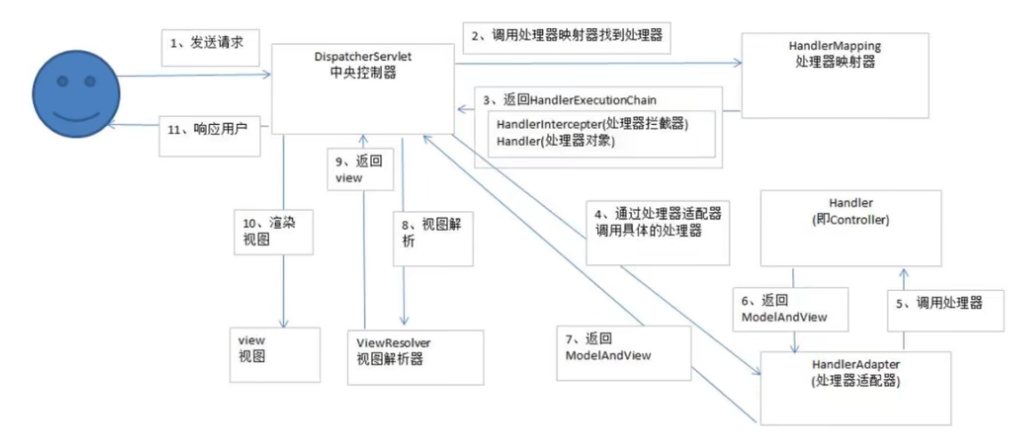 1、发送请求
DispatcherServlet
中央控制器
2、调用处理器映射器找到处理器
HandlerMapping
处理器映射器
3、返回HandlerExecutionChain
HandlerIntercepter(处理器拦截器)
Handler(处理器对象)
11、响应用户
9、返回
view
10、渲染
视图
8、视图解
析
4、通过处理器适配器
调用具体的处理器
Handler
(即Controller)
6、返回
ModelAndView
5、调用处理器
7、返回
ModelAndView
view
视图
ViewResolver
视图解析器
HandlerAdapter
(处理器适配器)